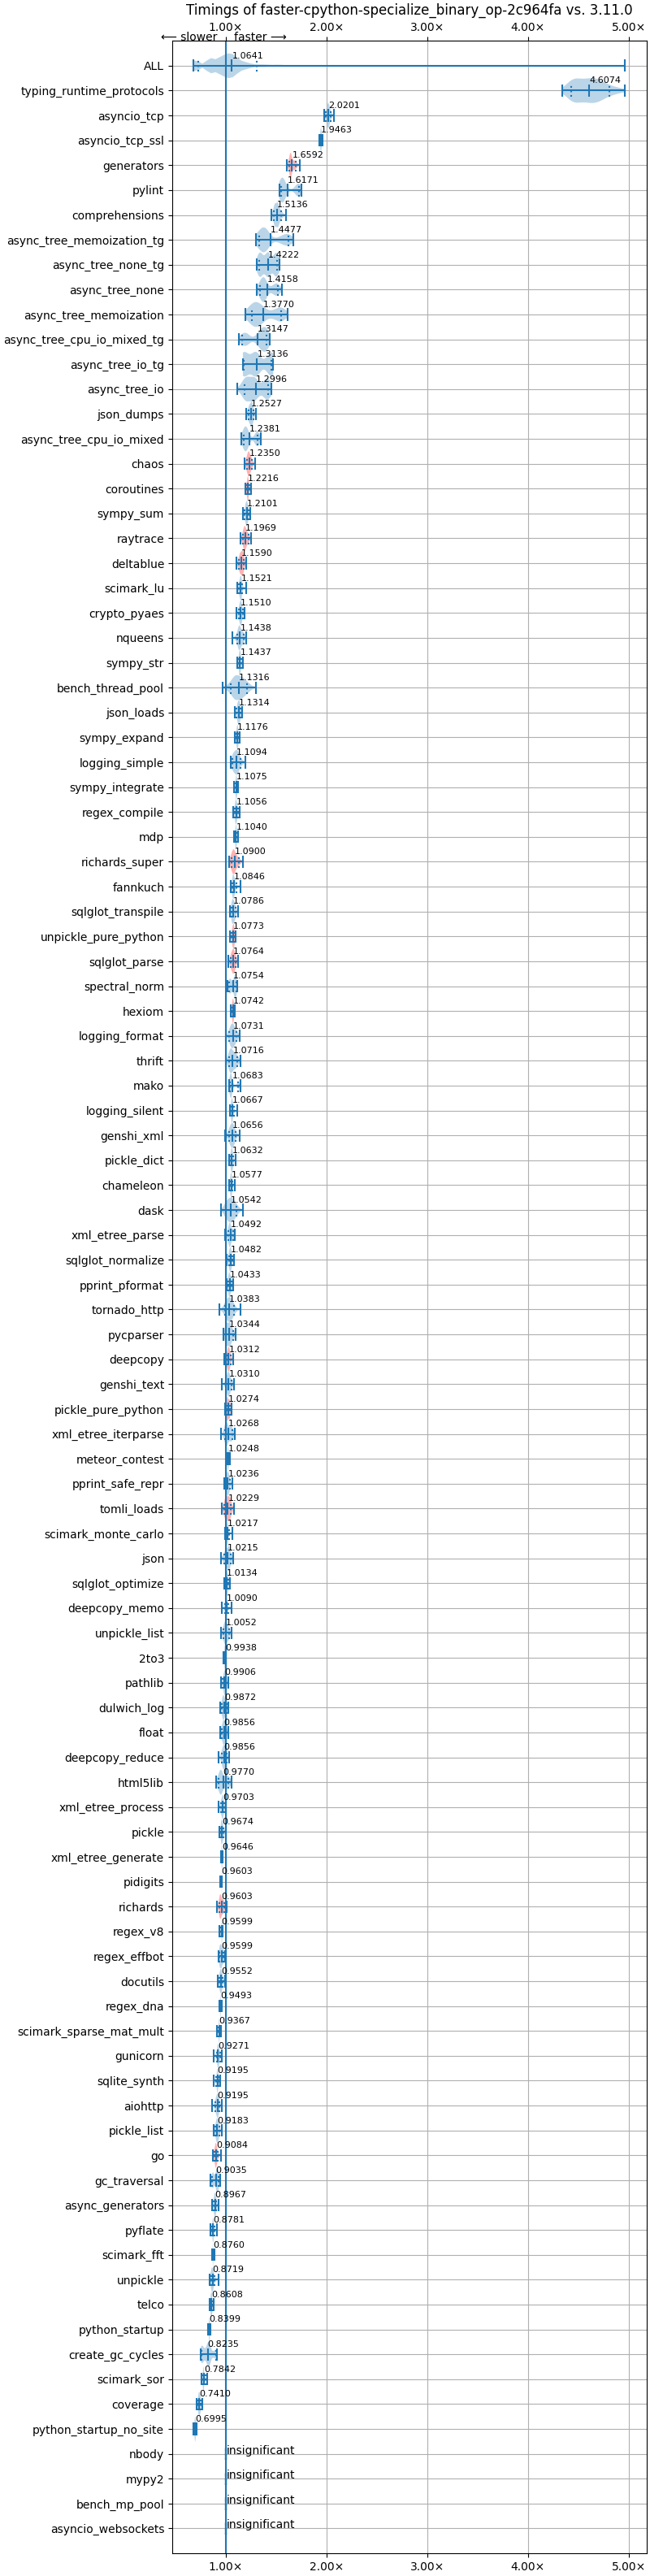 Timings of faster-cpython-specialize_binary_op-2c964fa vs. 3.11.0
1.00× 2.00× 3.00× 4.00× 5.00×
⟵ slower faster ⟶
ALL 1.0641
typing_runtime_protocols 4.6074
asyncio_tcp 2.0201
asyncio_tcp_ssl 1.9463
generators 1.6592
pylint 1.6171
comprehensions 1.5136
async_tree_memoization_tg 1.4477
async_tree_none_tg 1.4222
async_tree_none 1.4158
async_tree_memoization 1.3770
async_tree_cpu_io_mixed_tg 1.3147
async_tree_io_tg 1.3136
async_tree_io 1.2996
json_dumps 1.2527
async_tree_cpu_io_mixed 1.2381
chaos 1.2350
coroutines 1.2216
sympy_sum 1.2101
raytrace 1.1969
deltablue 1.1590
scimark_lu 1.1521
crypto_pyaes 1.1510
nqueens 1.1438
sympy_str 1.1437
bench_thread_pool 1.1316
json_loads 1.1314
sympy_expand 1.1176
logging_simple 1.1094
sympy_integrate 1.1075
regex_compile 1.1056
mdp 1.1040
richards_super 1.0900
fannkuch 1.0846
sqlglot_transpile 1.0786
unpickle_pure_python 1.0773
sqlglot_parse 1.0764
spectral_norm 1.0754
hexiom 1.0742
logging_format 1.0731
thrift 1.0716
mako 1.0683
logging_silent 1.0667
genshi_xml 1.0656
pickle_dict 1.0632
chameleon 1.0577
dask 1.0542
xml_etree_parse 1.0492
sqlglot_normalize 1.0482
pprint_pformat 1.0433
tornado_http 1.0383
pycparser 1.0344
deepcopy 1.0312
genshi_text 1.0310
pickle_pure_python 1.0274
xml_etree_iterparse 1.0268
meteor_contest 1.0248
pprint_safe_repr 1.0236
tomli_loads 1.0229
scimark_monte_carlo 1.0217
json 1.0215
sqlglot_optimize 1.0134
deepcopy_memo 1.0090
unpickle_list 1.0052
2to3 0.9938
pathlib 0.9906
dulwich_log 0.9872
float 0.9856
deepcopy_reduce 0.9856
html5lib 0.9770
xml_etree_process 0.9703
pickle 0.9674
xml_etree_generate 0.9646
pidigits 0.9603
richards 0.9603
regex_v8 0.9599
regex_effbot 0.9599
docutils 0.9552
regex_dna 0.9493
scimark_sparse_mat_mult 0.9367
gunicorn 0.9271
sqlite_synth 0.9195
aiohttp 0.9195
pickle_list 0.9183
go 0.9084
gc_traversal 0.9035
async_generators 0.8967
pyflate 0.8781
scimark_fft 0.8760
unpickle 0.8719
telco 0.8608
python_startup 0.8399
create_gc_cycles 0.8235
scimark_sor 0.7842
coverage 0.7410
python_startup_no_site 0.6995
nbody insignificant
mypy2 insignificant
bench_mp_pool insignificant
asyncio_websockets insignificant
1.00× 2.00× 3.00× 4.00× 5.00×